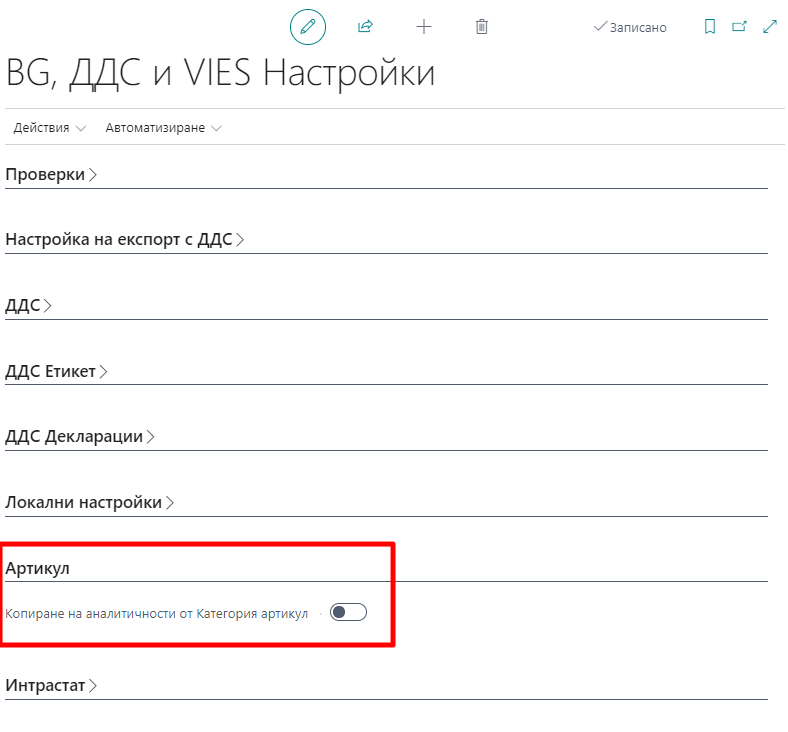 Записано
BG, ДДС и VIES Настройки
Действия Автоматизиране
Проверки
Настройка на експорт с ДДС
ДДС
ДДС Етикет
ДДС Декларации
Локални настройки
Артикул
Копиране на аналитичности от Категория артикул
Интрастат